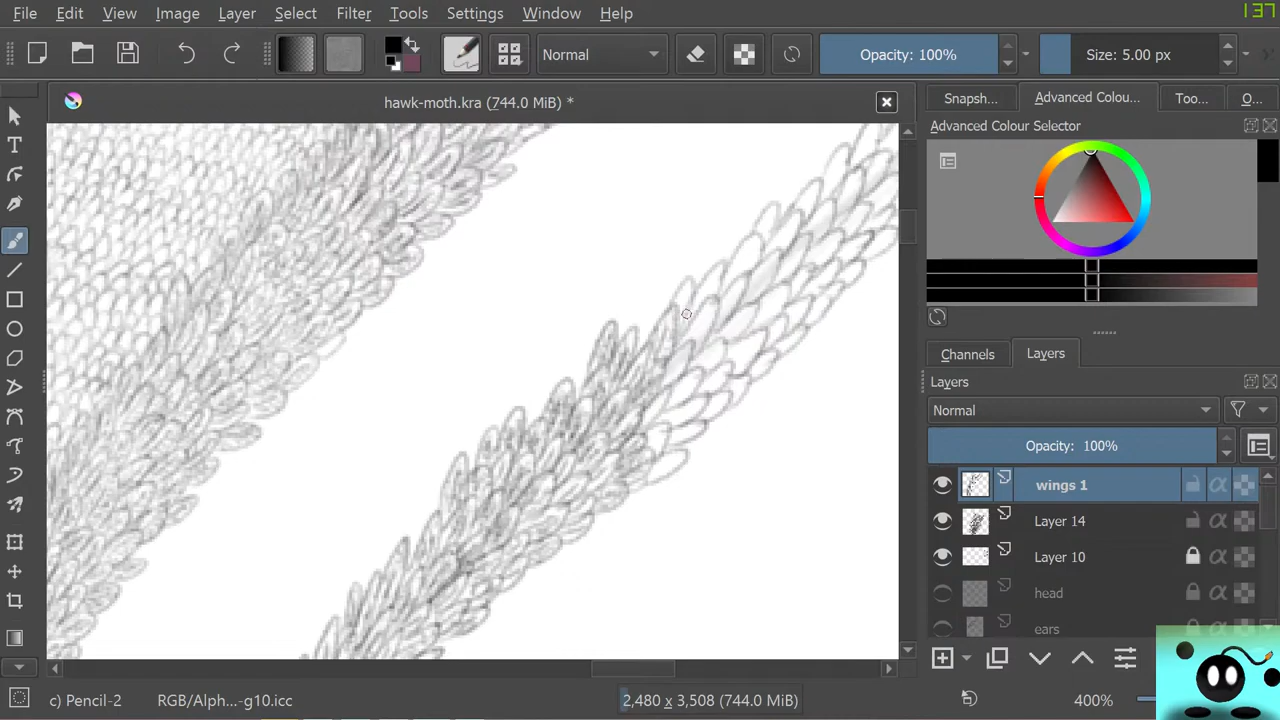 137
File Edit View Image Layer Select Filter Tools Settings Window Help
Normal Opacity: 100% Size: 5.00 px
hawk-moth.kra (744.0 MiB) *
Snapsh... Advanced Colou... Too... O...
Advanced Colour Selector
Channels Layers
Layers
Normal
Opacity: 100%
wings 1
Layer 14
Layer 10
head
ears
c) Pencil-2 RGB/Alph...-g10.icc 2,480 x 3,508 (744.0 MiB) 400%